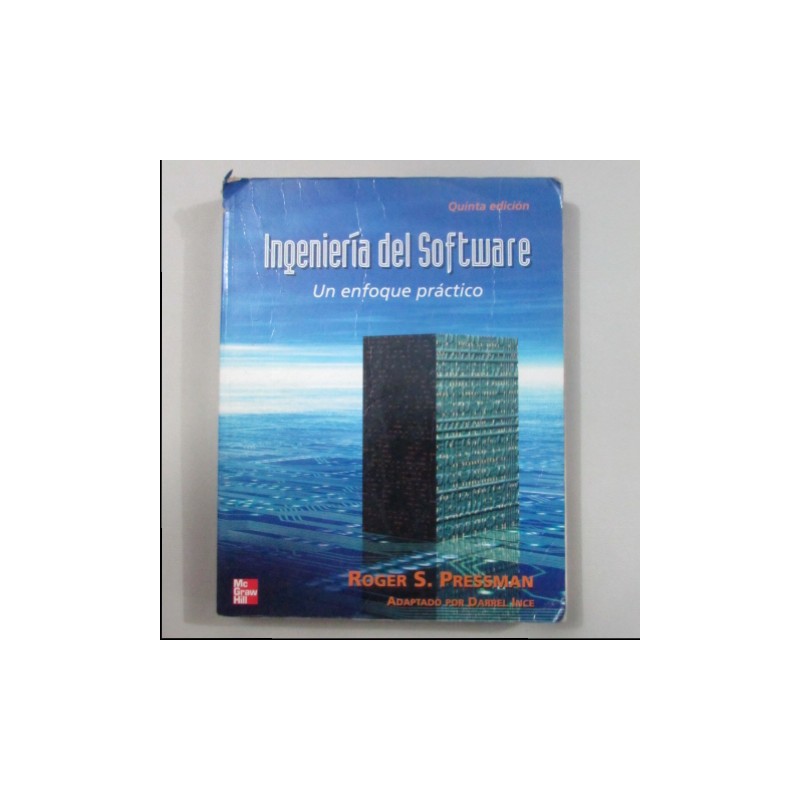 Quinta edición
Ingeniería del Software
Un enfoque práctico
ROGER S. PRESSMAN
ADAPTADO POR DARREL INCE
Mc
Graw
Hill